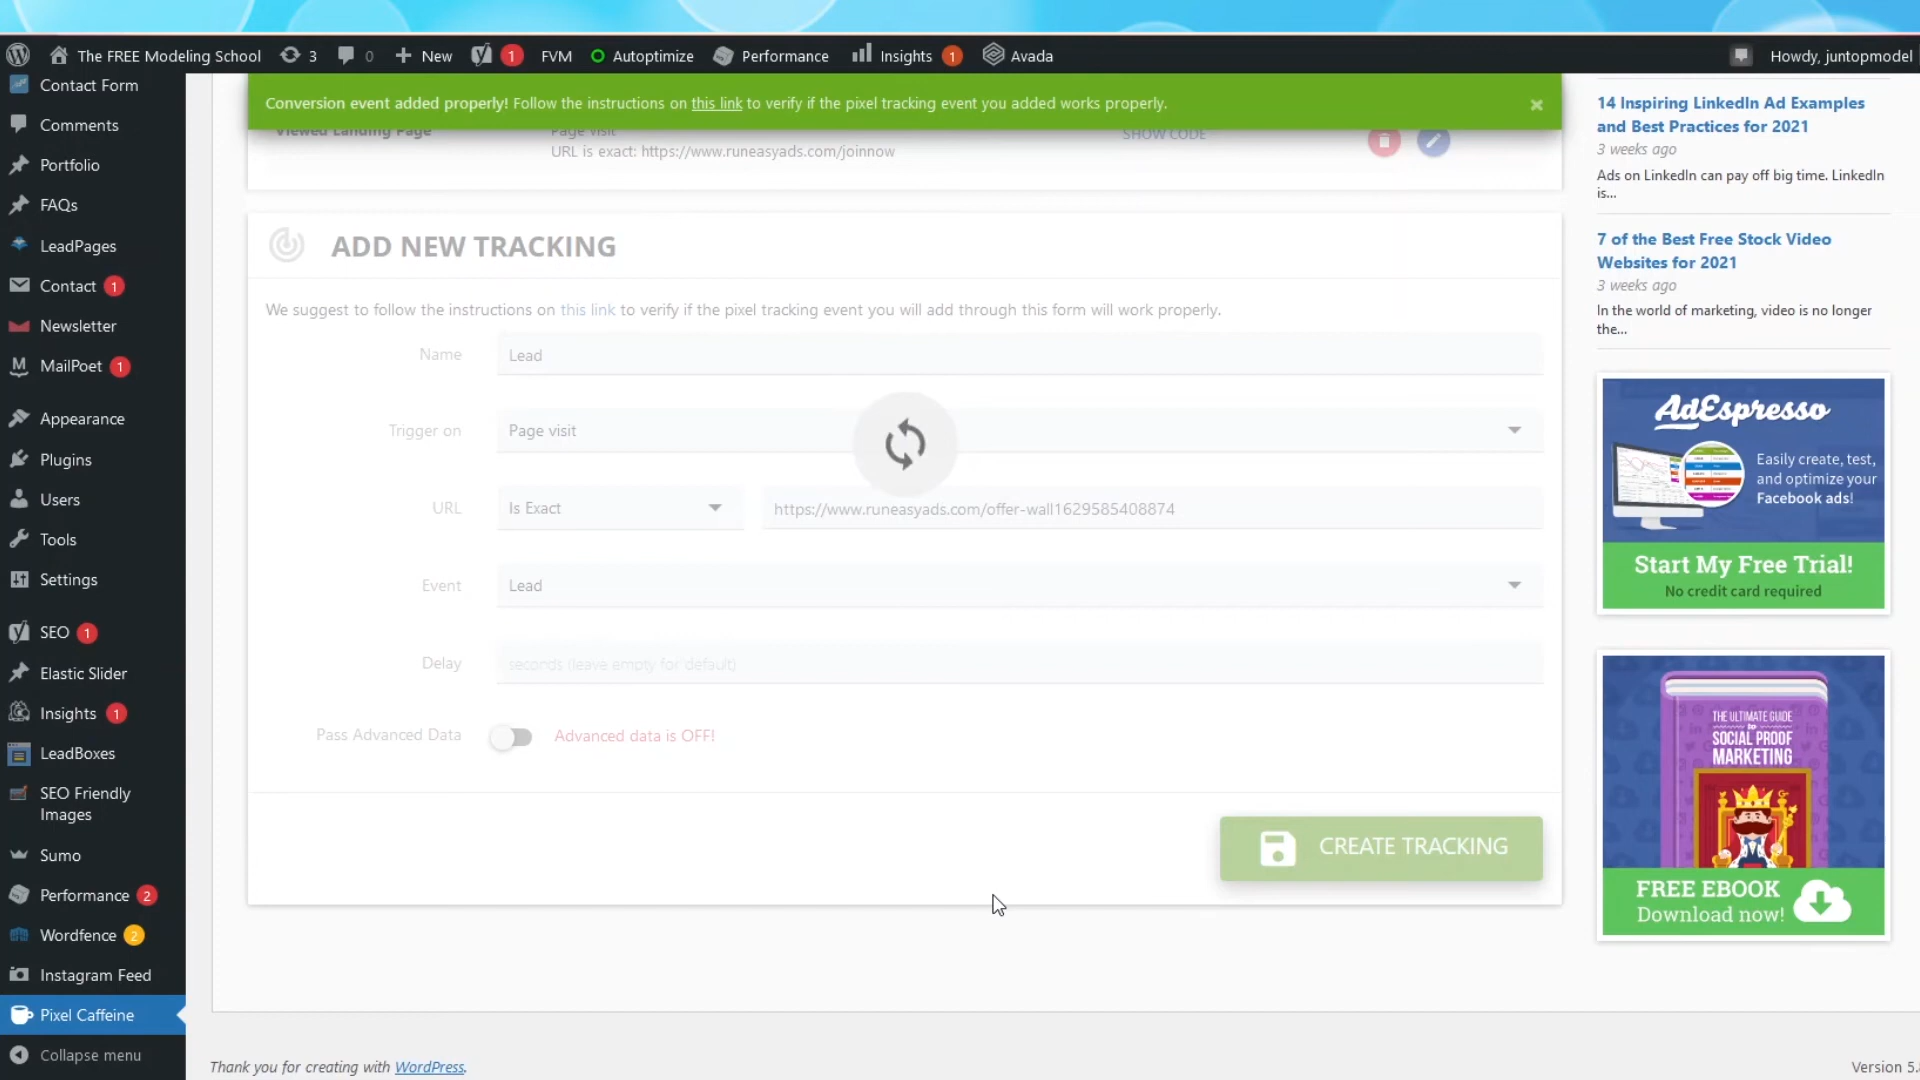 The FREE Modeling School
3
0
New
1
FVM
Autoptimize
Performance
Insights
1
Avada
Howdy, juntopmodel
Contact Form
Comments
Portfolio
FAQs
LeadPages
Contact 1
Newsletter
MailPoet 1
Appearance
Plugins
Users
Tools
Settings
SEO 1
Elastic Slider
Insights 1
LeadBoxes
SEO Friendly
Images
Sumo
Performance 2
Wordfence 2
Instagram Feed
Pixel Caffeine
Collapse menu
Conversion event added properly! Follow the instructions on this link to verify if the pixel tracking event you added works properly.
×
Viewed Landing Page
Page visit
URL is exact: https://www.runeasyads.com/joinnow
SHOW CODE
ADD NEW TRACKING
We suggest to follow the instructions on this link to verify if the pixel tracking event you will add through this form will work properly.
Name
Lead
Trigger on
Page visit
URL
Is Exact
https://www.runeasyads.com/offer-wall1629585408874
Event
Lead
Delay
seconds (leave empty for default)
Pass Advanced Data
Advanced data is OFF!
CREATE TRACKING
14 Inspiring LinkedIn Ad Examples
and Best Practices for 2021
3 weeks ago
Ads on LinkedIn can pay off big time. LinkedIn
is...
7 of the Best Free Stock Video
Websites for 2021
3 weeks ago
In the world of marketing, video is no longer
the...
AdEspresso
Easily create, test,
and optimize your
Facebook ads!
Start My Free Trial!
No credit card required
THE ULTIMATE GUIDE
to
SOCIAL PROOF
MARKETING
FREE EBOOK
Download now!
Thank you for creating with WordPress.
Version 5.